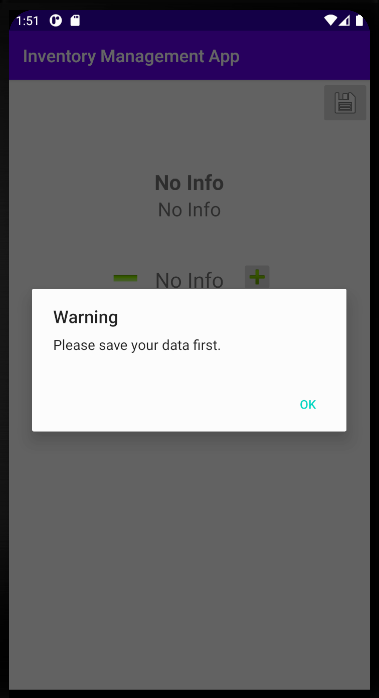 1:51
Inventory Management App
No Info
No Info
No Info
Warning
Please save your data first.
OK